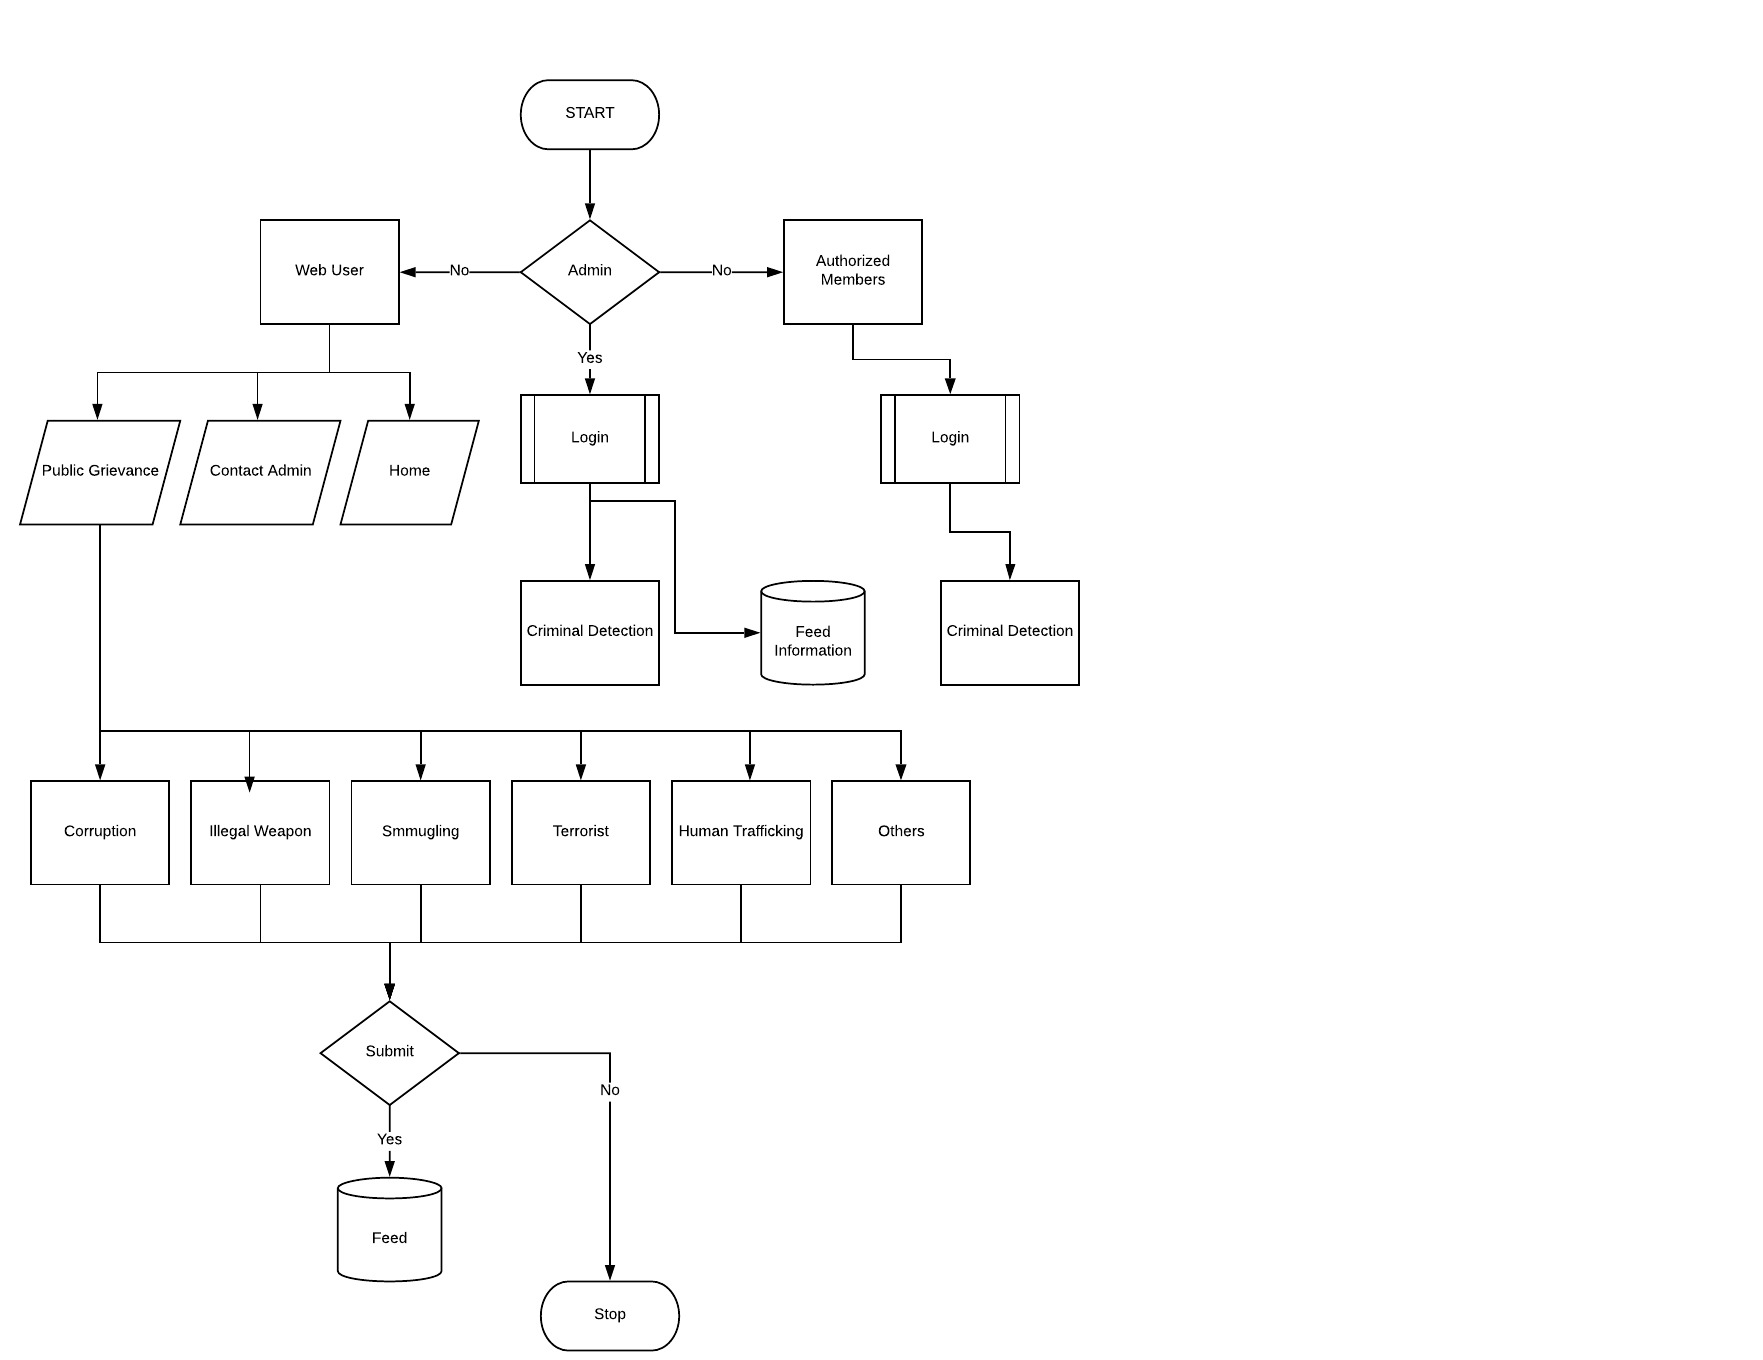 START
Web User
No
Admin
No
Authorized
Members
Yes
Public Grievance
Contact Admin
Home
Login
Login
Criminal Detection
Feed
Information
Criminal Detection
Corruption
Illegal Weapon
Smmugling
Terrorist
Human Trafficking
Others
Submit
No
Yes
Feed
Stop